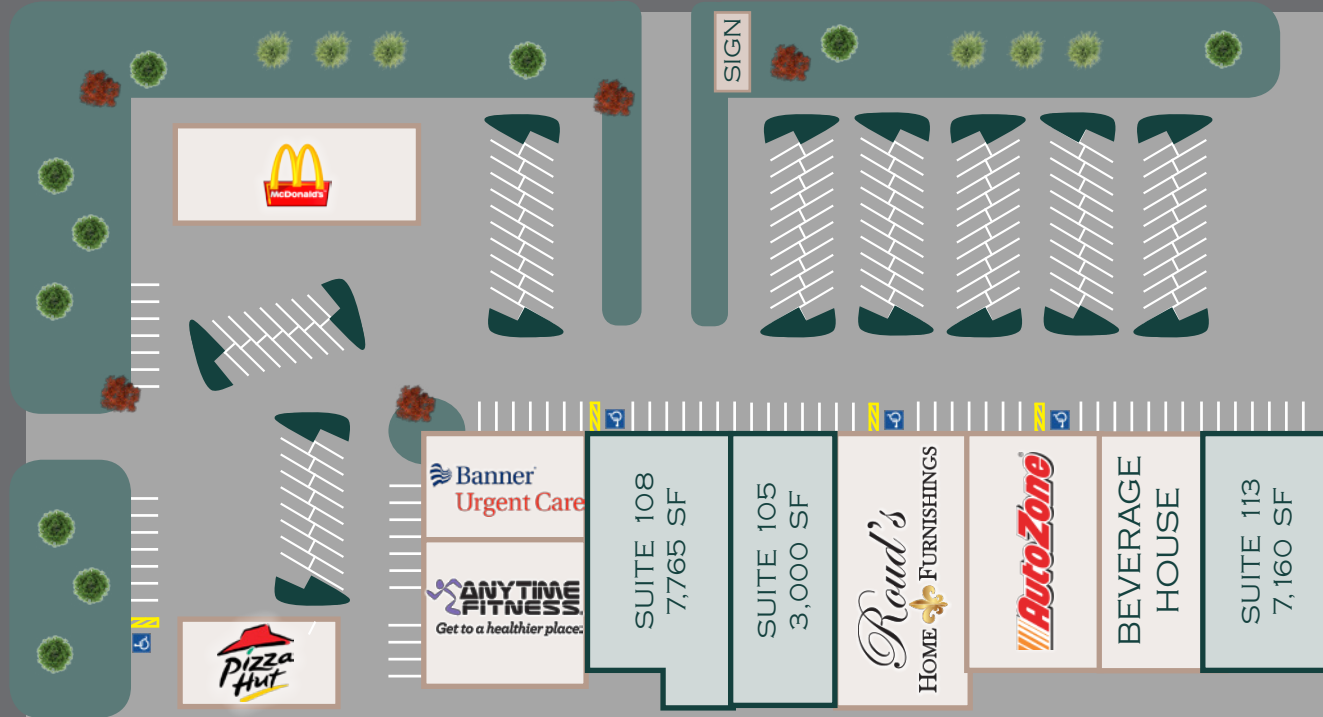 SIGN
McDonald's
Banner
Urgent Care
ANYTIME
FITNESS.
Get to a healthier place.
Pizza
Hut
SUITE 108
7,765 SF
SUITE 105
3,000 SF
Roud's
HOME FURNISHINGS
AutoZone
BEVERAGE
HOUSE
SUITE 113
7,160 SF